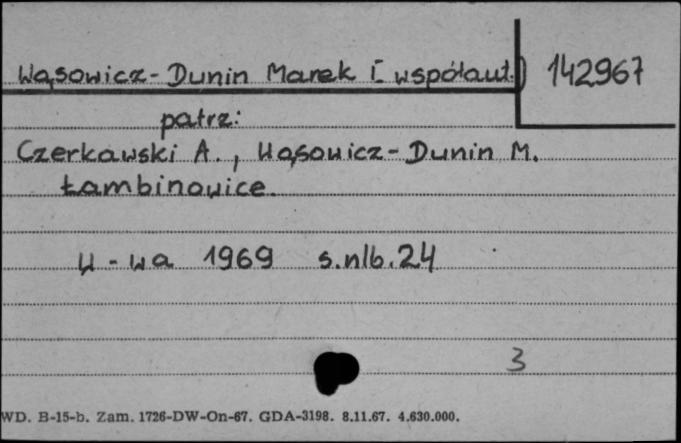 Wąsowicz-Dunin Marek [współaut.] 142967
patrz:
Czerkawski A., Wąsowicz-Dunin M.
Łambinowice.
W-wa 1969 s.nlb.24
3
WD. B-15-b. Zam. 1726-DW-On-67. GDA-3198. 8.11.67. 4.630.000.